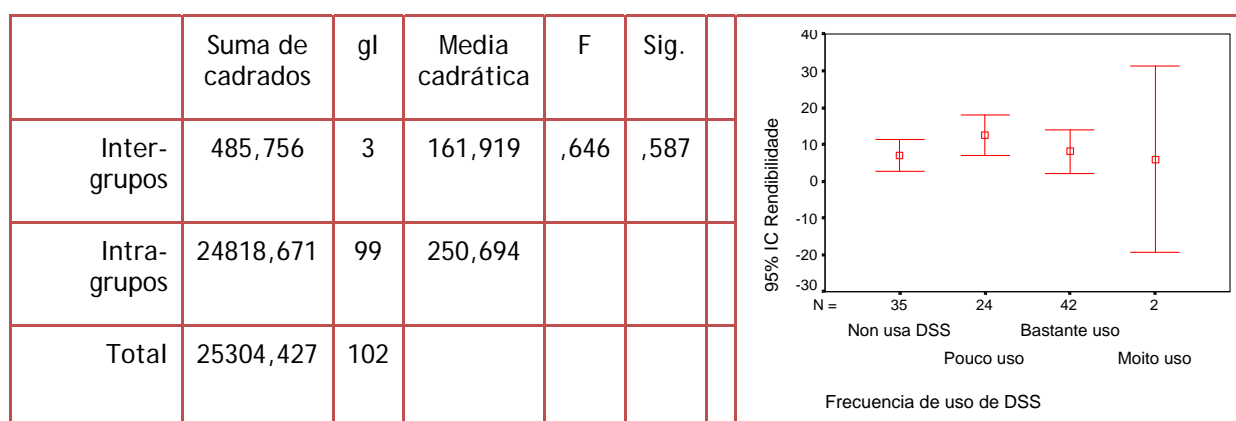 Suma de
cadrados
gl
Media
cadrática
F
Sig.
Inter-
grupos
485,756
3
161,919
,646
,587
Intra-
grupos
24818,671
99
250,694
Total
25304,427
102
95% IC Rendibilidade
40
30
20
10
0
-10
-20
-30
N =
35
24
42
2
Non usa DSS
Bastante uso
Pouco uso
Moito uso
Frecuencia de uso de DSS